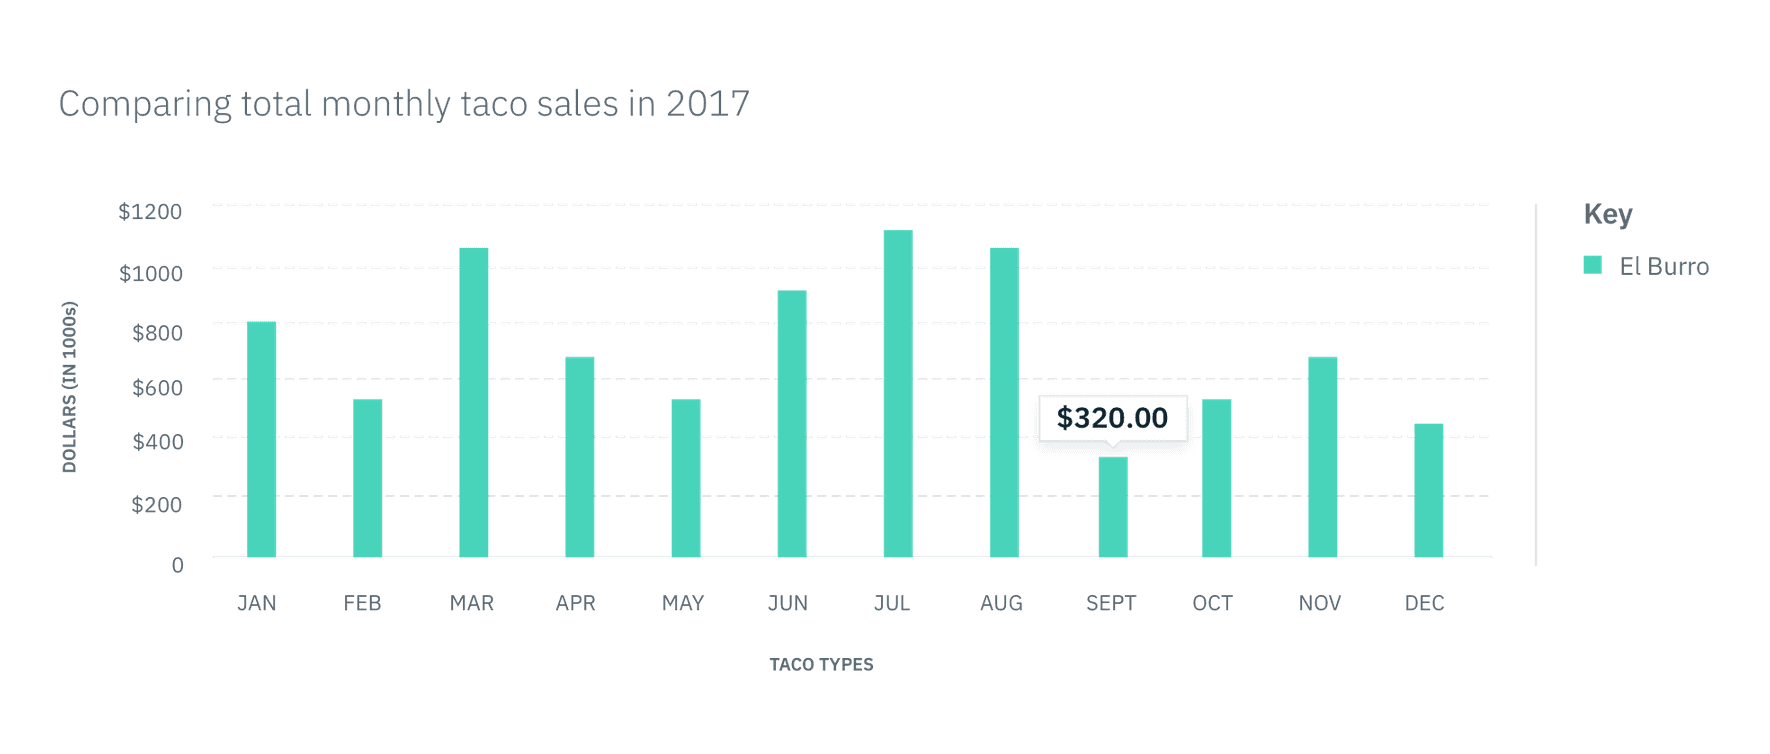 Comparing total monthly taco sales in 2017
$1200
$1000
$800
$600
$400
$200
0
DOLLARS (IN 1000s)
$320.00
JAN FEB MAR APR MAY JUN JUL AUG SEPT OCT NOV DEC
TACO TYPES
Key
El Burro